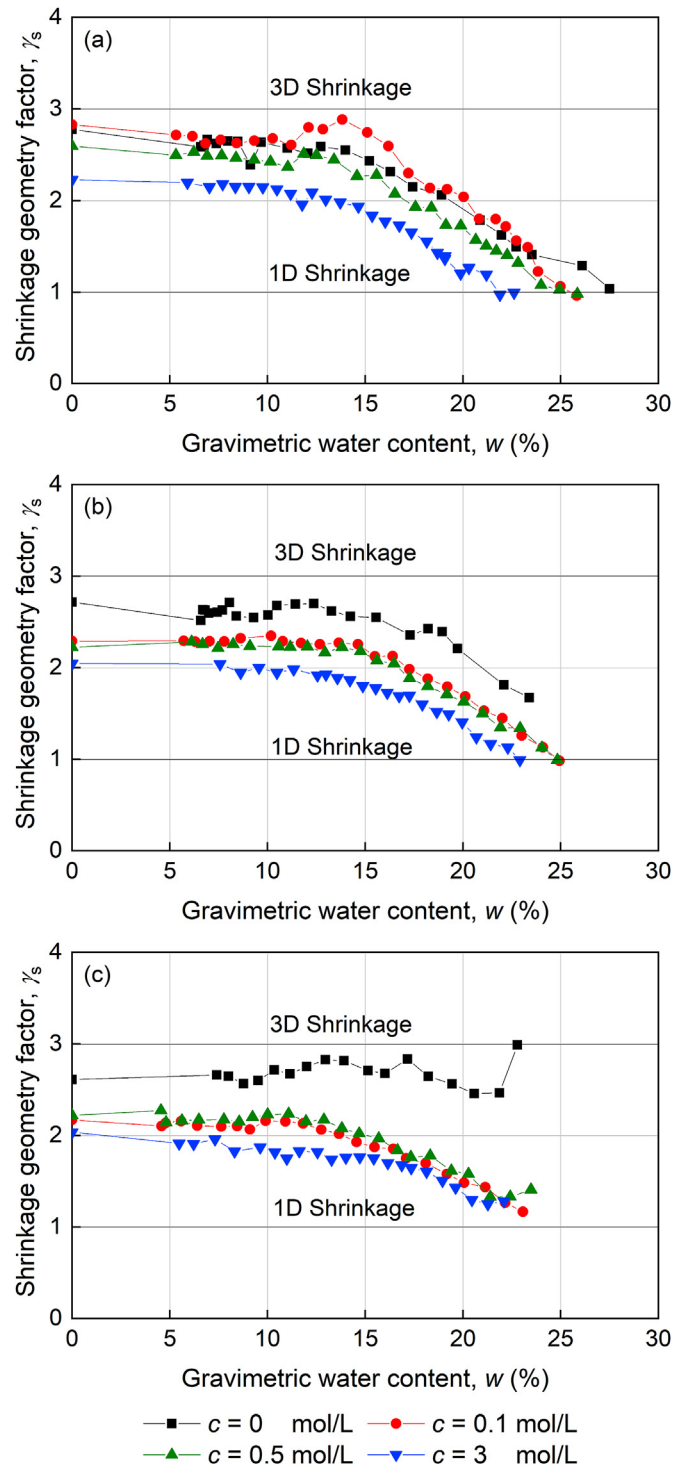 (a)
4
3
2
1
0
3D Shrinkage
1D Shrinkage
Shrinkage geometry factor, γs
0 5 10 15 20 25 30
Gravimetric water content, w (%)
(b)
4
3
2
1
0
3D Shrinkage
1D Shrinkage
Shrinkage geometry factor, γs
0 5 10 15 20 25 30
Gravimetric water content, w (%)
(c)
4
3
2
1
0
3D Shrinkage
1D Shrinkage
Shrinkage geometry factor, γs
0 5 10 15 20 25 30
Gravimetric water content, w (%)
c = 0 mol/L c = 0.1 mol/L
c = 0.5 mol/L c = 3 mol/L